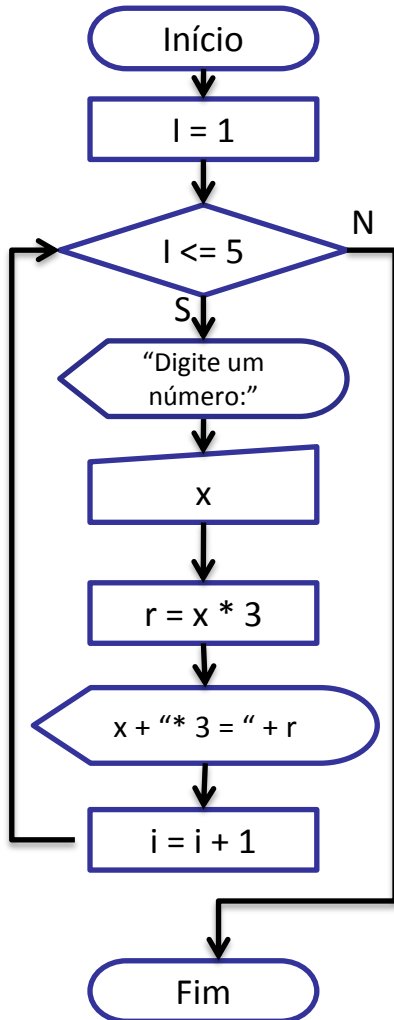 Início
I = 1
I <= 5
N
S
“Digite um
número:”
x
r = x * 3
x + “* 3 = “ + r
i = i + 1
Fim